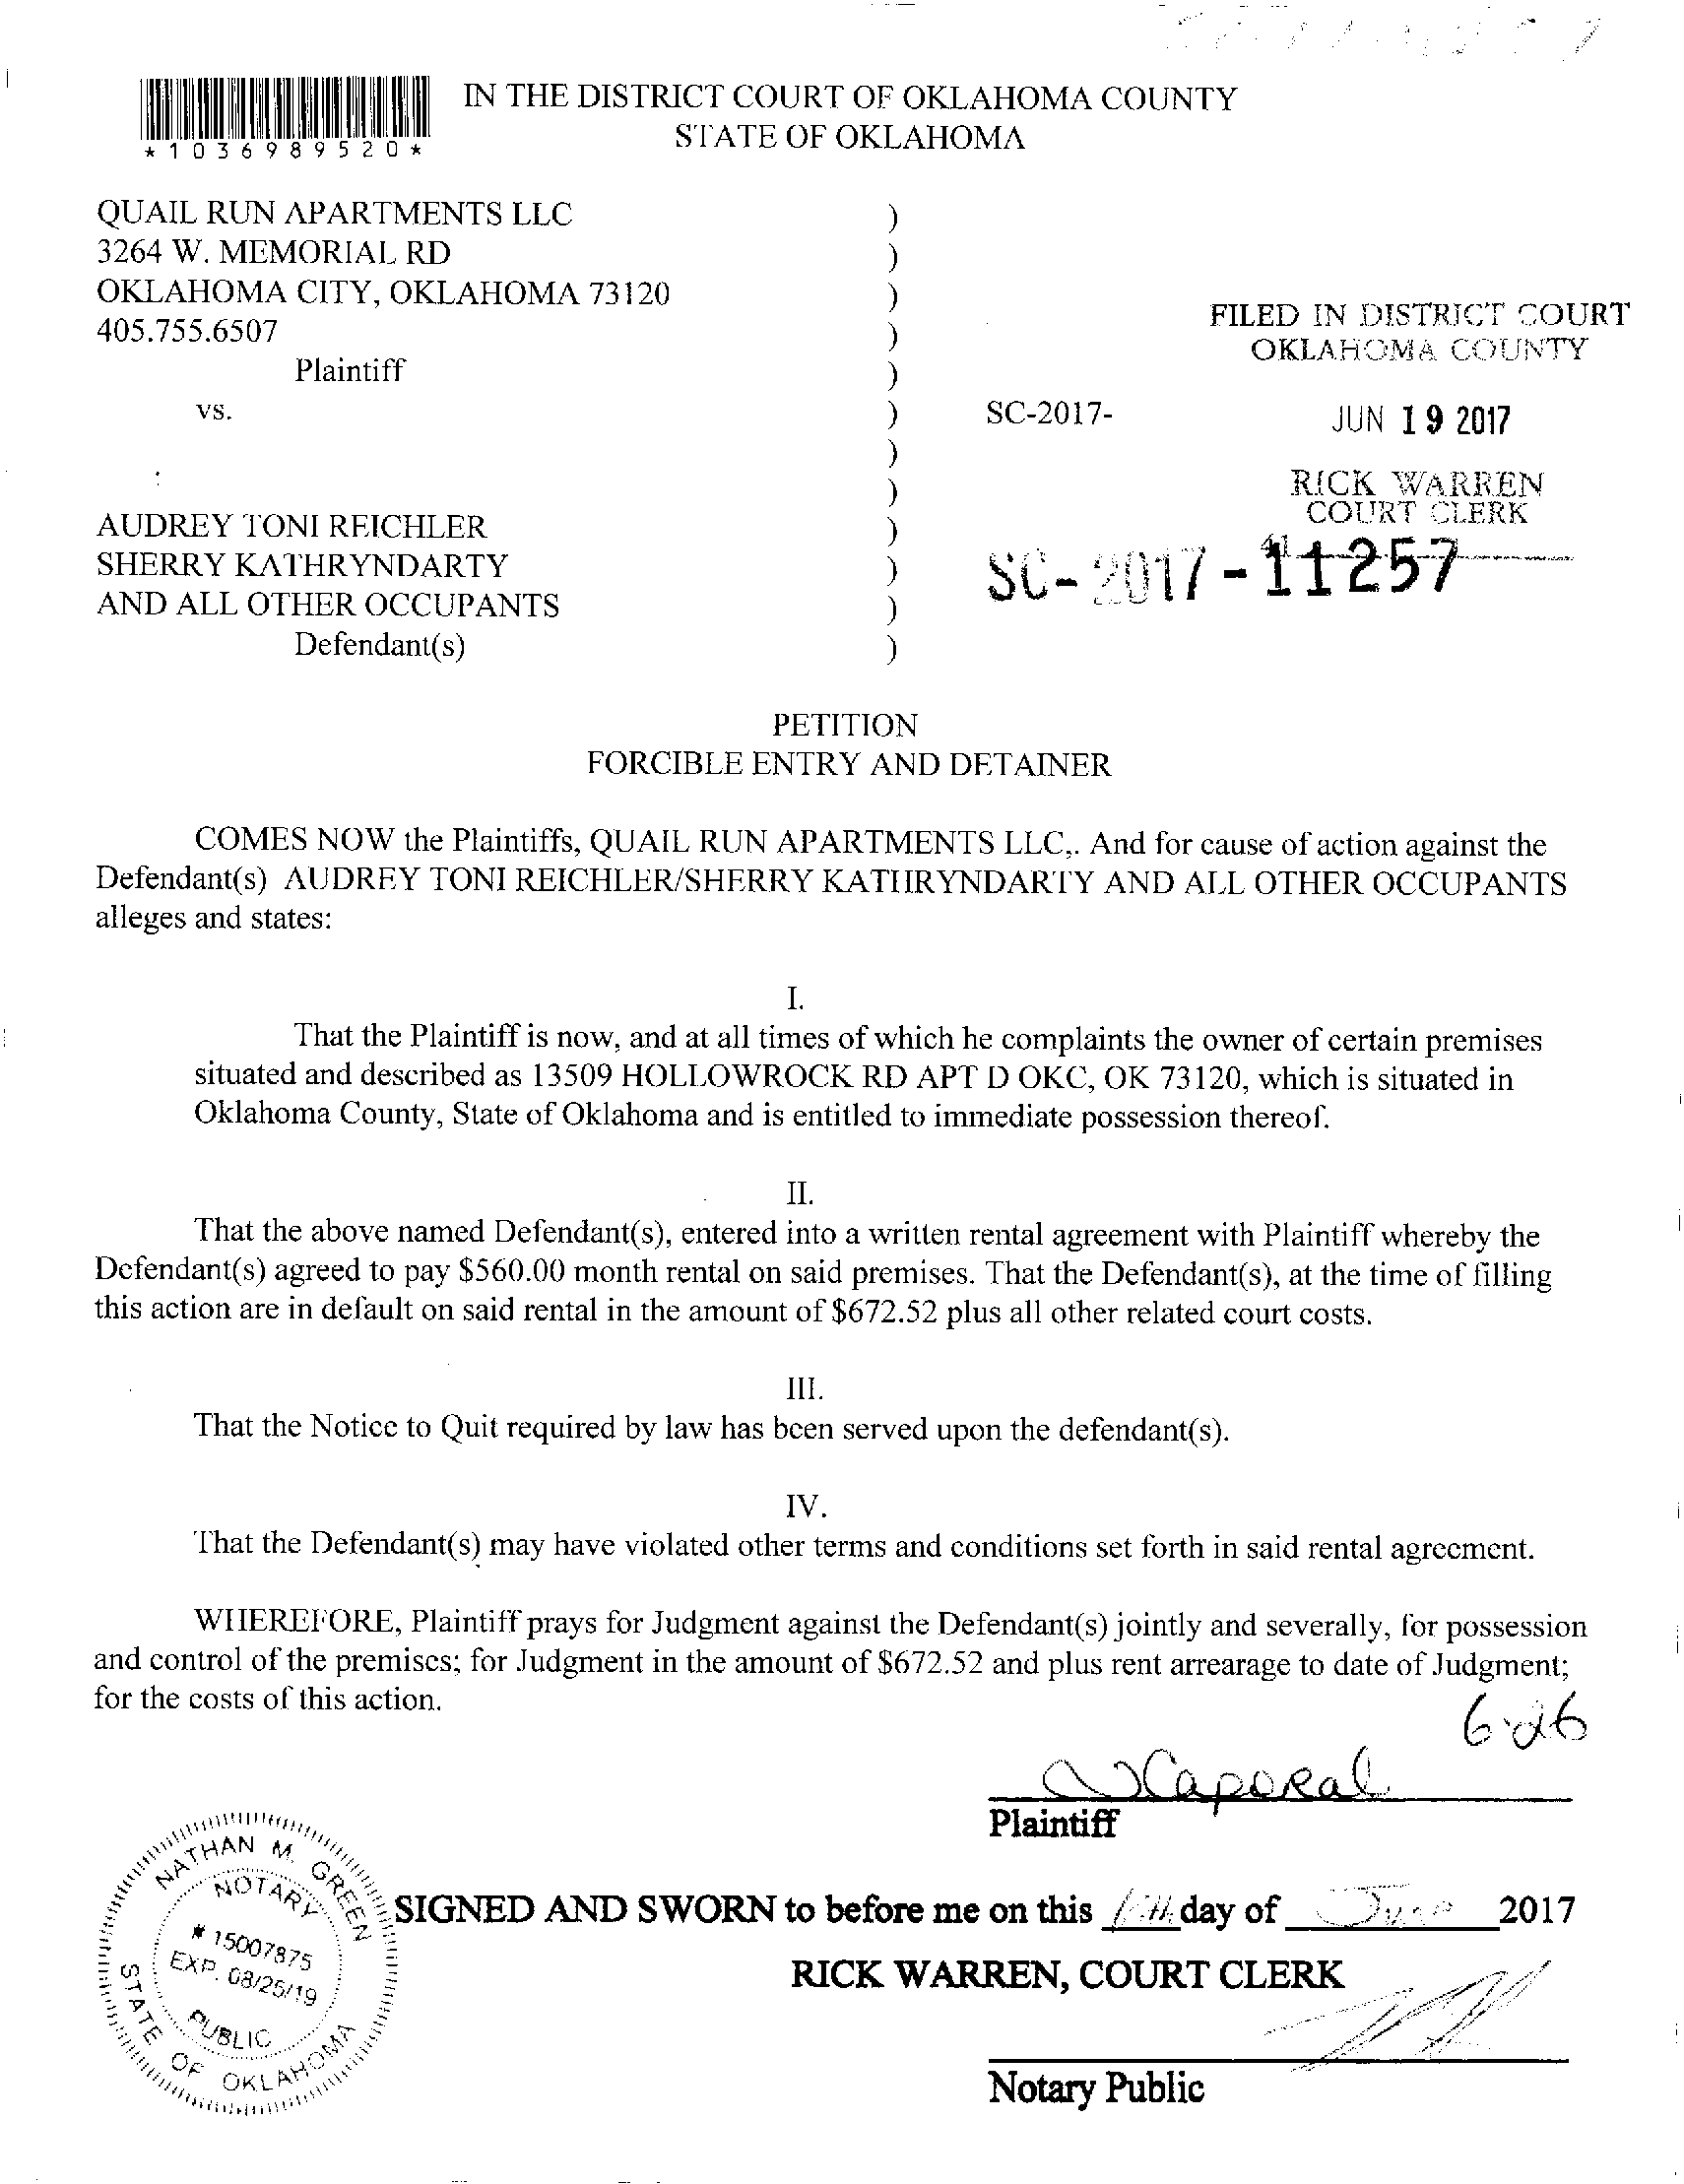 IN THE DISTRICT COURT OF OKLAHOMA COUNTY
STATE OF OKLAHOMA
*1036989520*
QUAIL RUN APARTMENTS LLC )
3264 W. MEMORIAL RD )
OKLAHOMA CITY, OKLAHOMA 73120 )
405.755.6507 )
Plaintiff )
vs. ) SC-2017-
)
)
AUDREY TONI REICHLER )
SHERRY KATHRYNDARTY )
AND ALL OTHER OCCUPANTS )
Defendant(s) )
FILED IN DISTRICT COURT
OKLAHOMA COUNTY
JUN 19 2017
RICK WARREN
COURT CLERK
41
SC-2017-11257
PETITION
FORCIBLE ENTRY AND DETAINER
COMES NOW the Plaintiffs, QUAIL RUN APARTMENTS LLC,. And for cause of action against the
Defendant(s) AUDREY TONI REICHLER/SHERRY KATHRYNDARTY AND ALL OTHER OCCUPANTS
alleges and states:
I.
That the Plaintiff is now, and at all times of which he complaints the owner of certain premises
situated and described as 13509 HOLLOWROCK RD APT D OKC, OK 73120, which is situated in
Oklahoma County, State of Oklahoma and is entitled to immediate possession thereof.
II.
That the above named Defendant(s), entered into a written rental agreement with Plaintiff whereby the
Defendant(s) agreed to pay $560.00 month rental on said premises. That the Defendant(s), at the time of filling
this action are in default on said rental in the amount of $672.52 plus all other related court costs.
III.
That the Notice to Quit required by law has been served upon the defendant(s).
IV.
That the Defendant(s) may have violated other terms and conditions set forth in said rental agreement.
WHEREFORE, Plaintiff prays for Judgment against the Defendant(s) jointly and severally, for possession
and control of the premises; for Judgment in the amount of $672.52 and plus rent arrearage to date of Judgment;
for the costs of this action.
6-26
Caporal
Plaintiff
NATHAN M. GREEN
NOTARY
# 15007875
EXP. 08/25/19
PUBLIC
STATE OF OKLAHOMA
SIGNED AND SWORN to before me on this day of June 2017
RICK WARREN, COURT CLERK
Notary Public